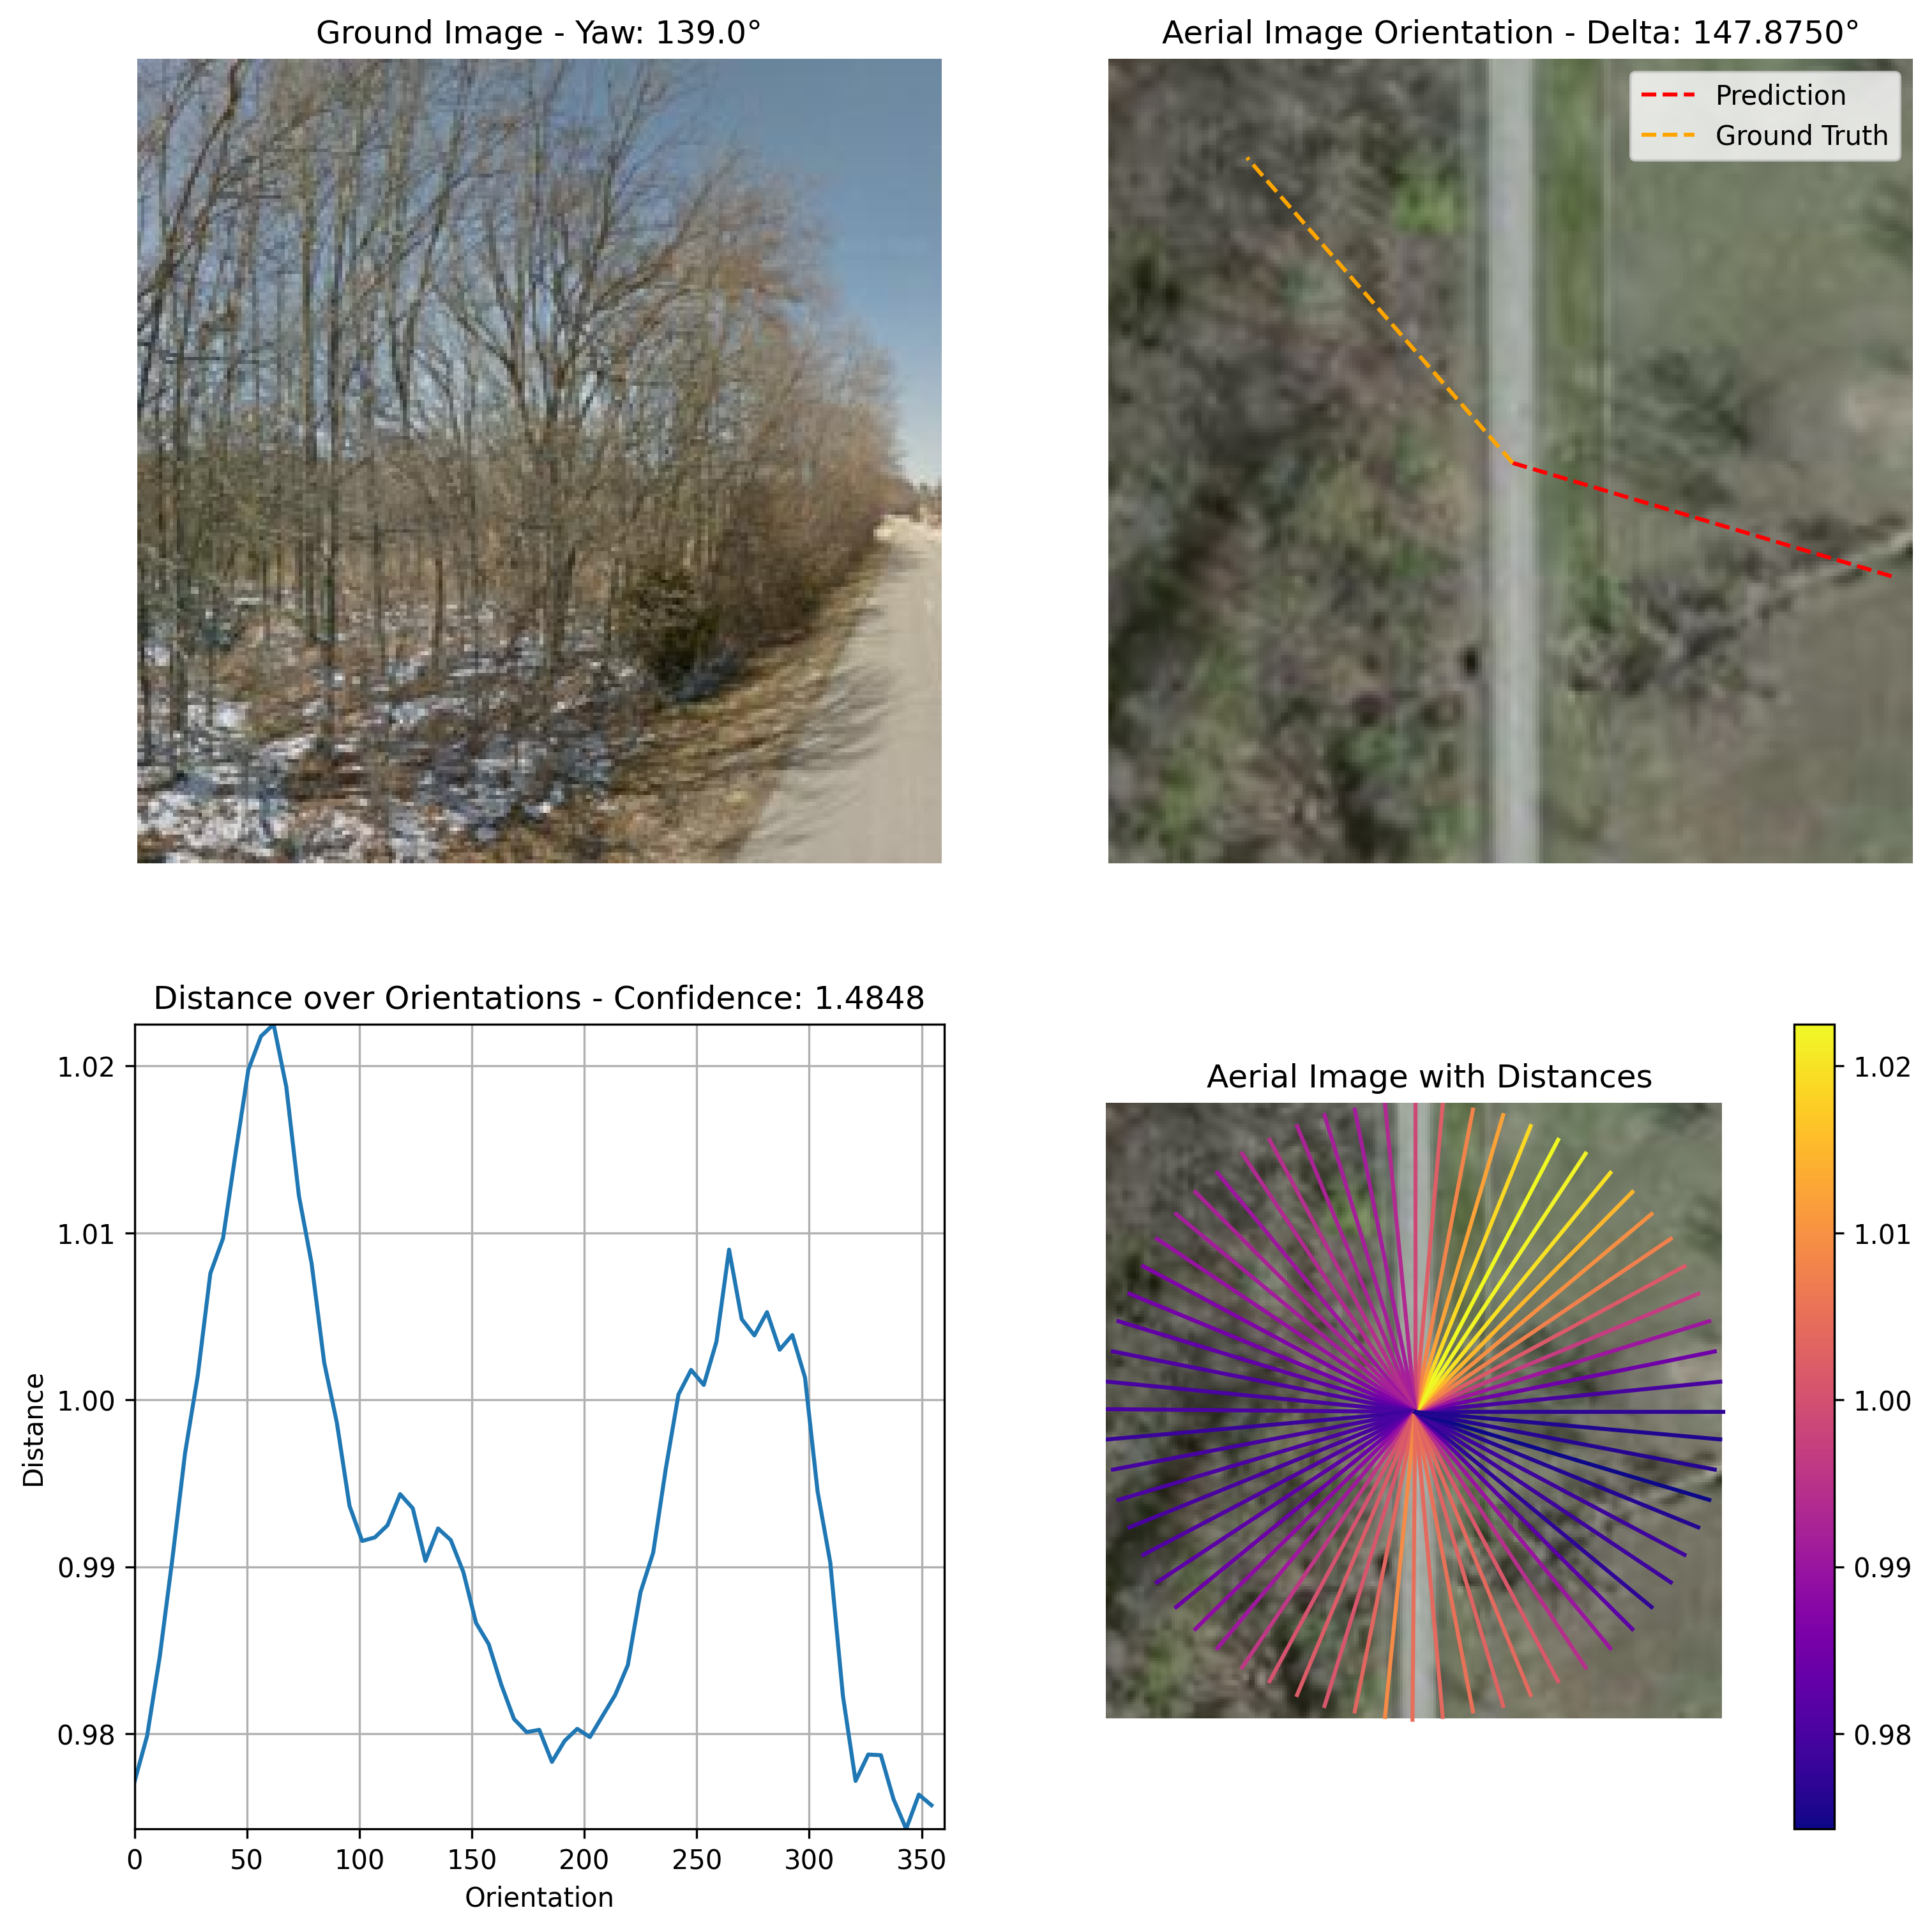 Ground Image - Yaw: 139.0°
Aerial Image Orientation - Delta: 147.8750°
Prediction
Ground Truth
Distance over Orientations - Confidence: 1.4848
1.02
1.01
1.00
0.99
0.98
Distance
0
50
100
150
200
250
300
350
Orientation
Aerial Image with Distances
1.02
1.01
1.00
0.99
0.98